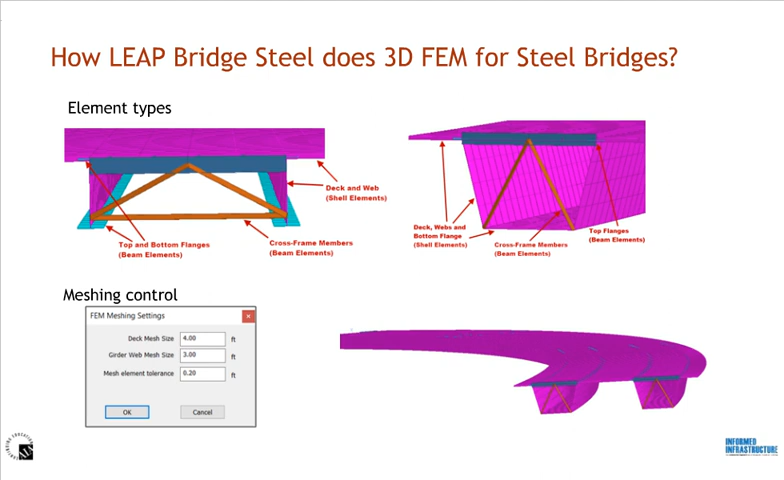 How LEAP Bridge Steel does 3D FEM for Steel Bridges?
Element types
Deck and Web
(Shell Elements)
Top and Bottom Flanges
(Beam Elements)
Cross-Frame Members
(Beam Elements)
Deck, Webs and
Bottom Flange
(Shell Elements)
Cross-Frame Members
(Beam Elements)
Top Flanges
(Beam Elements)
Meshing control
FEM Meshing Settings
Deck Mesh Size 4.00 ft
Girder Web Mesh Size 3.00 ft
Mesh element tolerance 0.20 ft
OK Cancel
INFORMED
INFRASTRUCTURE